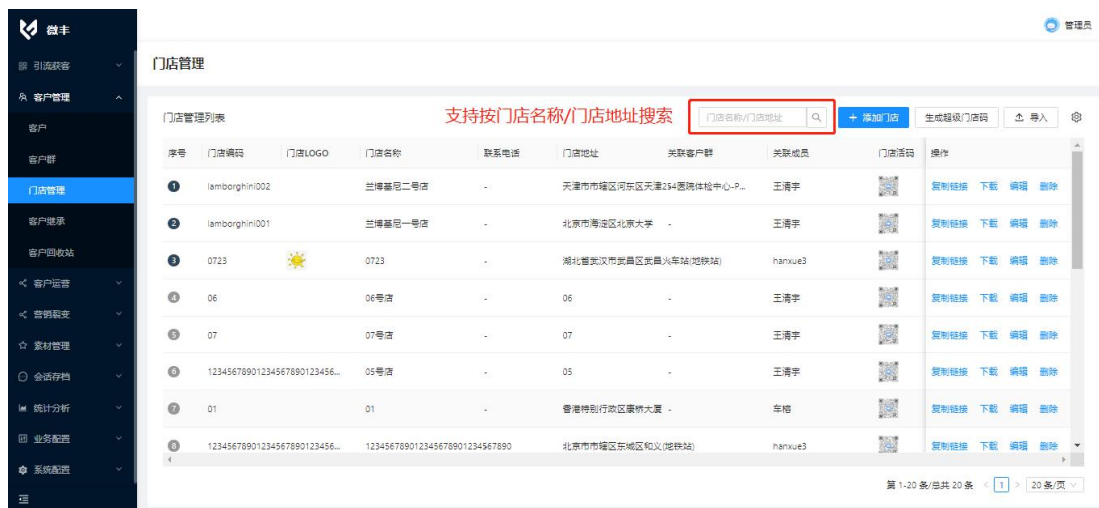 微丰
管理员
引流获客
客户管理
客户
客户群
门店管理
客户继承
客户回收站
客户运营
营销裂变
素材管理
会话存档
统计分析
业务配置
系统配置
门店管理
门店管理列表
支持按门店名称/门店地址搜索
门店名称/门店地址
+ 添加门店
生成超级门店码
导入
序号 门店编码 门店LOGO 门店名称 联系电话 门店地址 关联客户群 关联成员 门店活码 操作
1 lamborghini002 兰博基尼二号店 - 天津市市辖区河东区天津254医院体检中心-P... 王清宇 复制链接 下载 编辑 删除
2 lamborghini001 兰博基尼一号店 - 北京市海淀区北京大学 - 王清宇 复制链接 下载 编辑 删除
3 0723 0723 - 湖北省武汉市武昌区武昌火车站(地铁站) hanxue3 复制链接 下载 编辑 删除
4 06 06号店 - 06 - 王清宇 复制链接 下载 编辑 删除
5 07 07号店 - 07 - 王清宇 复制链接 下载 编辑 删除
6 12345678901234567890123456... 05号店 - 05 - 王清宇 复制链接 下载 编辑 删除
7 01 01 - 香港特别行政区康桥大厦 - 车榕 复制链接 下载 编辑 删除
8 12345678901234567890123456... 123456789012345678901234567890 北京市市辖区东城区和义(地铁站) hanxue3 复制链接 下载 编辑 删除
第 1-20 条/总共 20 条 < 1 > 20 条/页